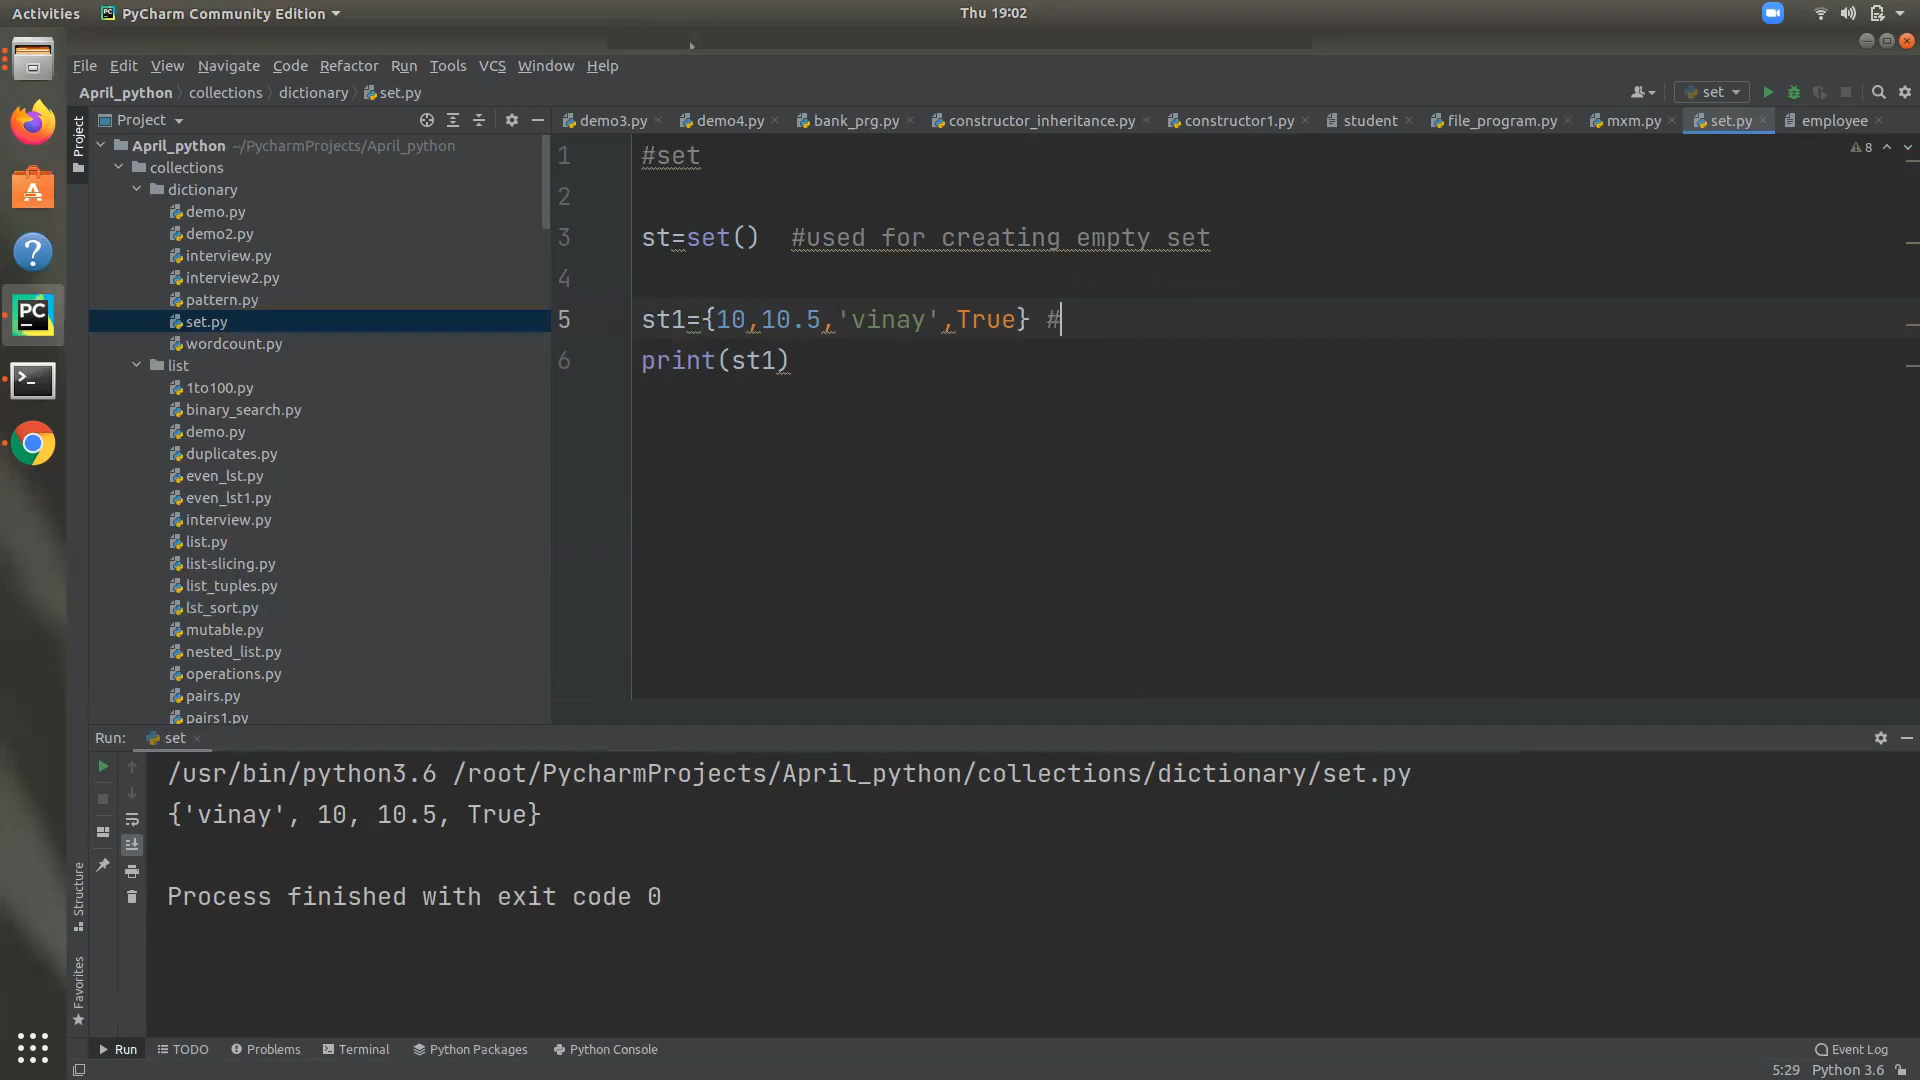 Activities PyCharm Community Edition Thu 19:02
File Edit View Navigate Code Refactor Run Tools VCS Window Help
April_python collections dictionary set.py set
Project demo3.py demo4.py bank_prg.py constructor_inheritance.py constructor1.py student file_program.py mxm.py set.py employee
Project
April_python ~/PycharmProjects/April_python
collections
dictionary
demo.py
demo2.py
interview.py
interview2.py
pattern.py
set.py
wordcount.py
list
1to100.py
binary_search.py
demo.py
duplicates.py
even_lst.py
even_lst1.py
interview.py
list.py
list-slicing.py
list_tuples.py
lst_sort.py
mutable.py
nested_list.py
operations.py
pairs.py
pairs1.py
1 #set
2
3 st=set() #used for creating empty set
4
5 st1={10,10.5,'vinay',True} #
6 print(st1)
8
Run: set
/usr/bin/python3.6 /root/PycharmProjects/April_python/collections/dictionary/set.py
{'vinay', 10, 10.5, True}
Process finished with exit code 0
Structure
Favorites
Run TODO Problems Terminal Python Packages Python Console Event Log
5:29 Python 3.6